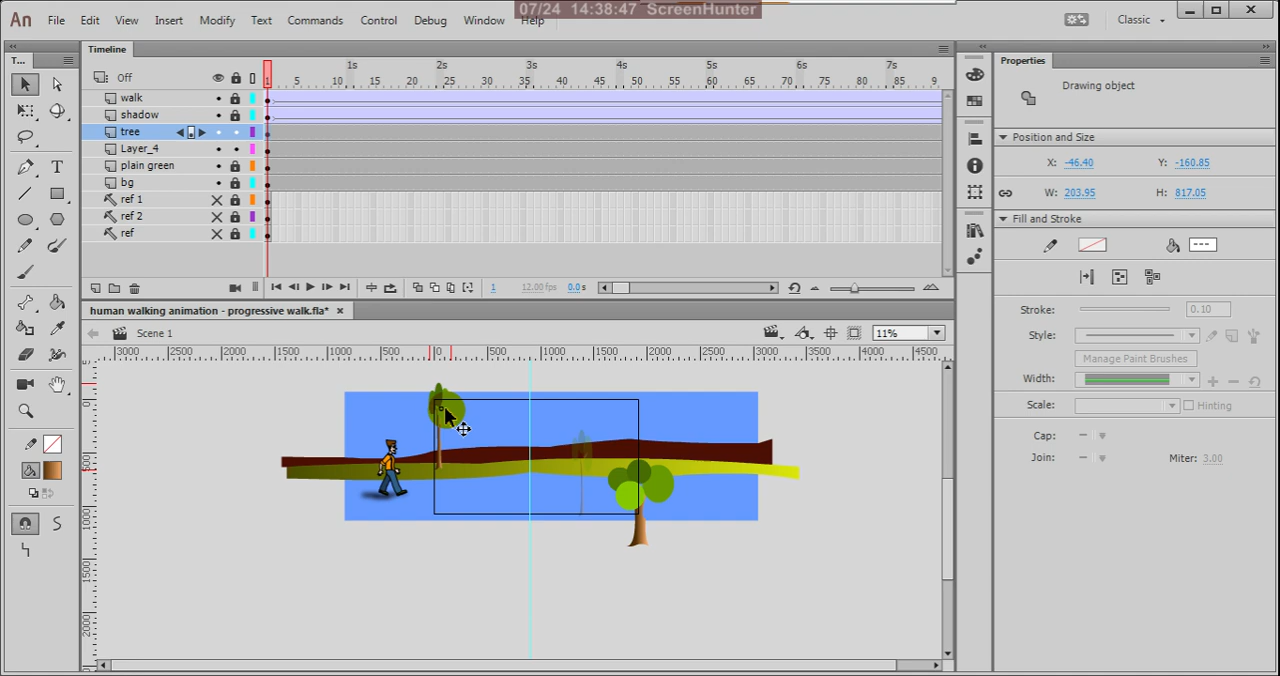 07/24 14:38:47 ScreenHunter
An File Edit View Insert Modify Text Commands Control Debug Window Help Classic
T... Timeline Properties
Off 1s 2s 3s 4s 5s 6s 7s
1 5 10 15 20 25 30 35 40 45 50 55 60 65 70 75 80 85 9
walk
shadow
tree
Layer_4
plain green
bg
ref 1
ref 2
ref
1 12.00 fps 0.0 s
human walking animation - progressive walk.fla*
Scene 1 11%
3000 2500 2000 1500 1000 500 0 500 1000 1500 2000 2500 3000 3500 4000 4500
0
500
1000
1500
2000
Drawing object
Position and Size
X: -46.40 Y: -160.85
W: 203.95 H: 817.05
Fill and Stroke
Stroke: 0.10
Style:
Manage Paint Brushes
Width:
Scale: Hinting
Cap:
Join: Miter: 3.00